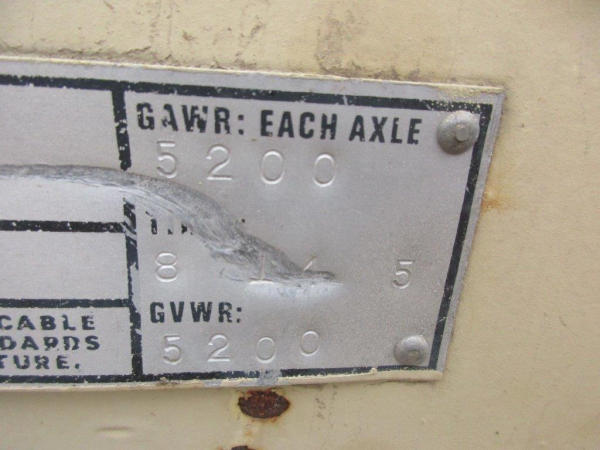 GAWR: EACH AXLE
5200
8 5
GVWR:
5200
CABLE
DARDS
TURE.